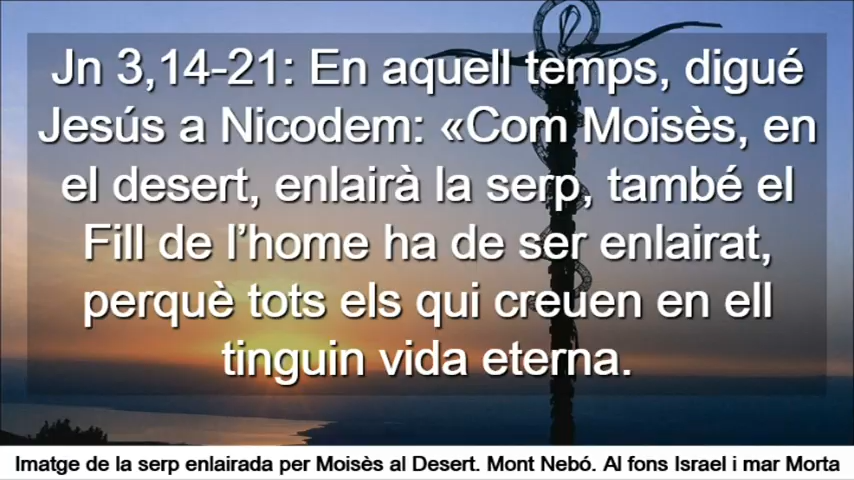 Jn 3,14-21: En aquell temps, digué
Jesús a Nicodem: «Com Moisès, en
el desert, enlairà la serp, també el
Fill de l’home ha de ser enlairat,
perquè tots els qui creuen en ell
tinguin vida eterna.
Imatge de la serp enlairada per Moisès al Desert. Mont Nebó. Al fons Israel i mar Morta